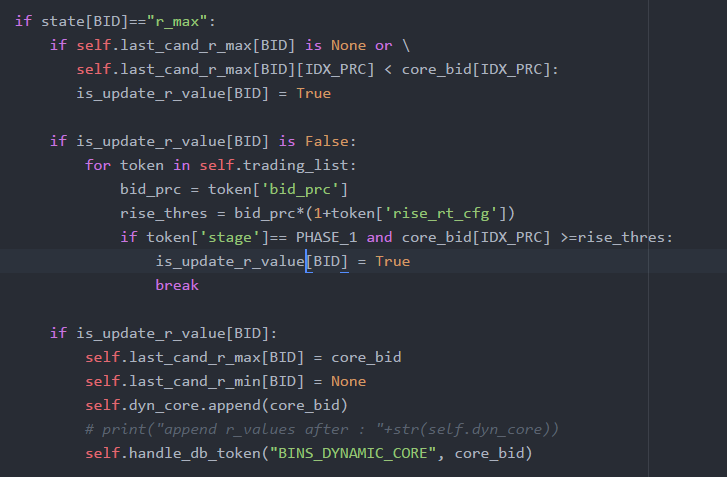 if state[BID]=="r_max":
    if self.last_cand_r_max[BID] is None or \
       self.last_cand_r_max[BID][IDX_PRC] < core_bid[IDX_PRC]:
       is_update_r_value[BID] = True

    if is_update_r_value[BID] is False:
        for token in self.trading_list:
            bid_prc = token['bid_prc']
            rise_thres = bid_prc*(1+token['rise_rt_cfg'])
            if token['stage']== PHASE_1 and core_bid[IDX_PRC] >=rise_thres:
                is_update_r_value[BID] = True
                break

    if is_update_r_value[BID]:
        self.last_cand_r_max[BID] = core_bid
        self.last_cand_r_min[BID] = None
        self.dyn_core.append(core_bid)
        # print("append r_values after : "+str(self.dyn_core))
        self.handle_db_token("BINS_DYNAMIC_CORE", core_bid)